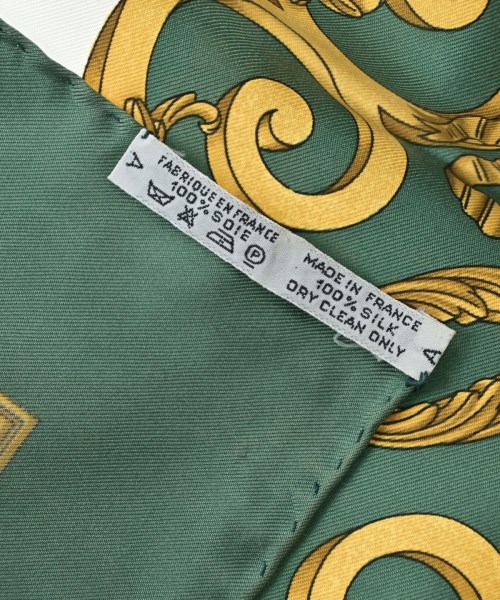 A
FABRIQUE EN FRANCE
100% SOIE
P
MADE IN FRANCE
100% SILK
DRY CLEAN ONLY
A